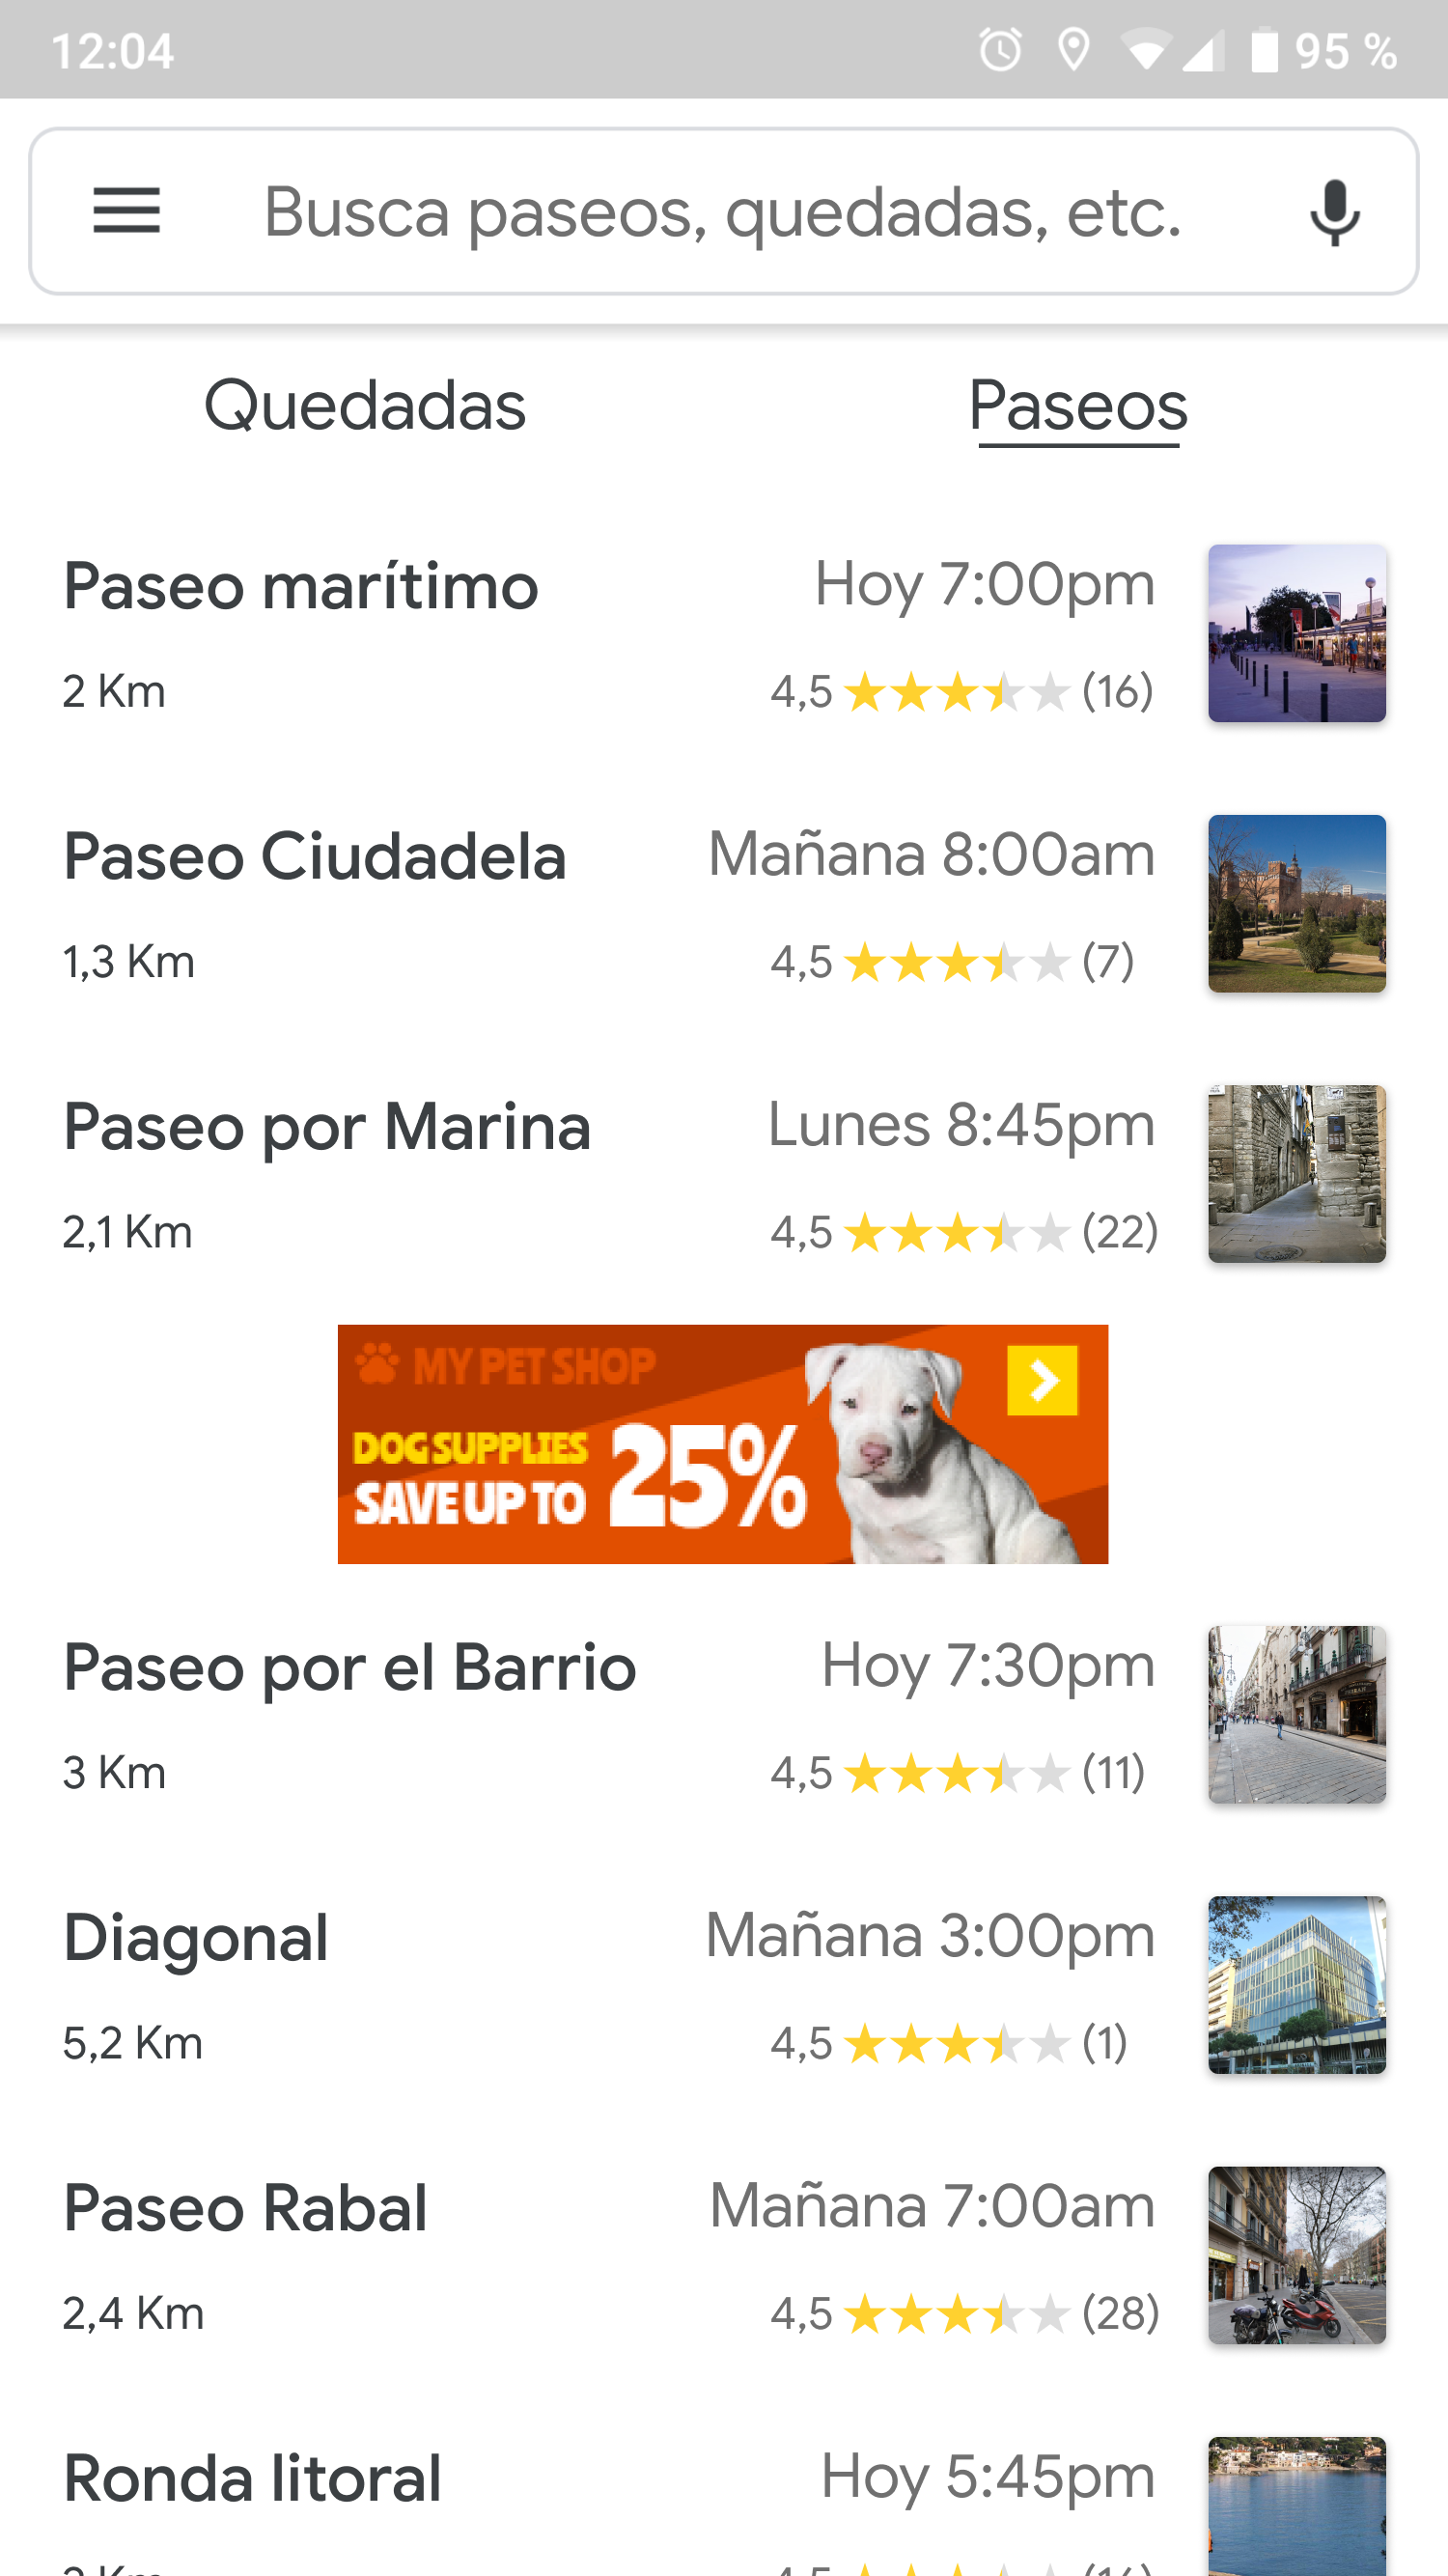 12:04
95 %
Busca paseos, quedadas, etc.
Quedadas
Paseos
Paseo marítimo
Hoy 7:00pm
2 Km
4,5 (16)
Paseo Ciudadela
Mañana 8:00am
1,3 Km
4,5 (7)
Paseo por Marina
Lunes 8:45pm
2,1 Km
4,5 (22)
MY PET SHOP
DOG SUPPLIES
SAVE UP TO 25%
Paseo por el Barrio
Hoy 7:30pm
3 Km
4,5 (11)
Diagonal
Mañana 3:00pm
5,2 Km
4,5 (1)
Paseo Rabal
Mañana 7:00am
2,4 Km
4,5 (28)
Ronda litoral
Hoy 5:45pm